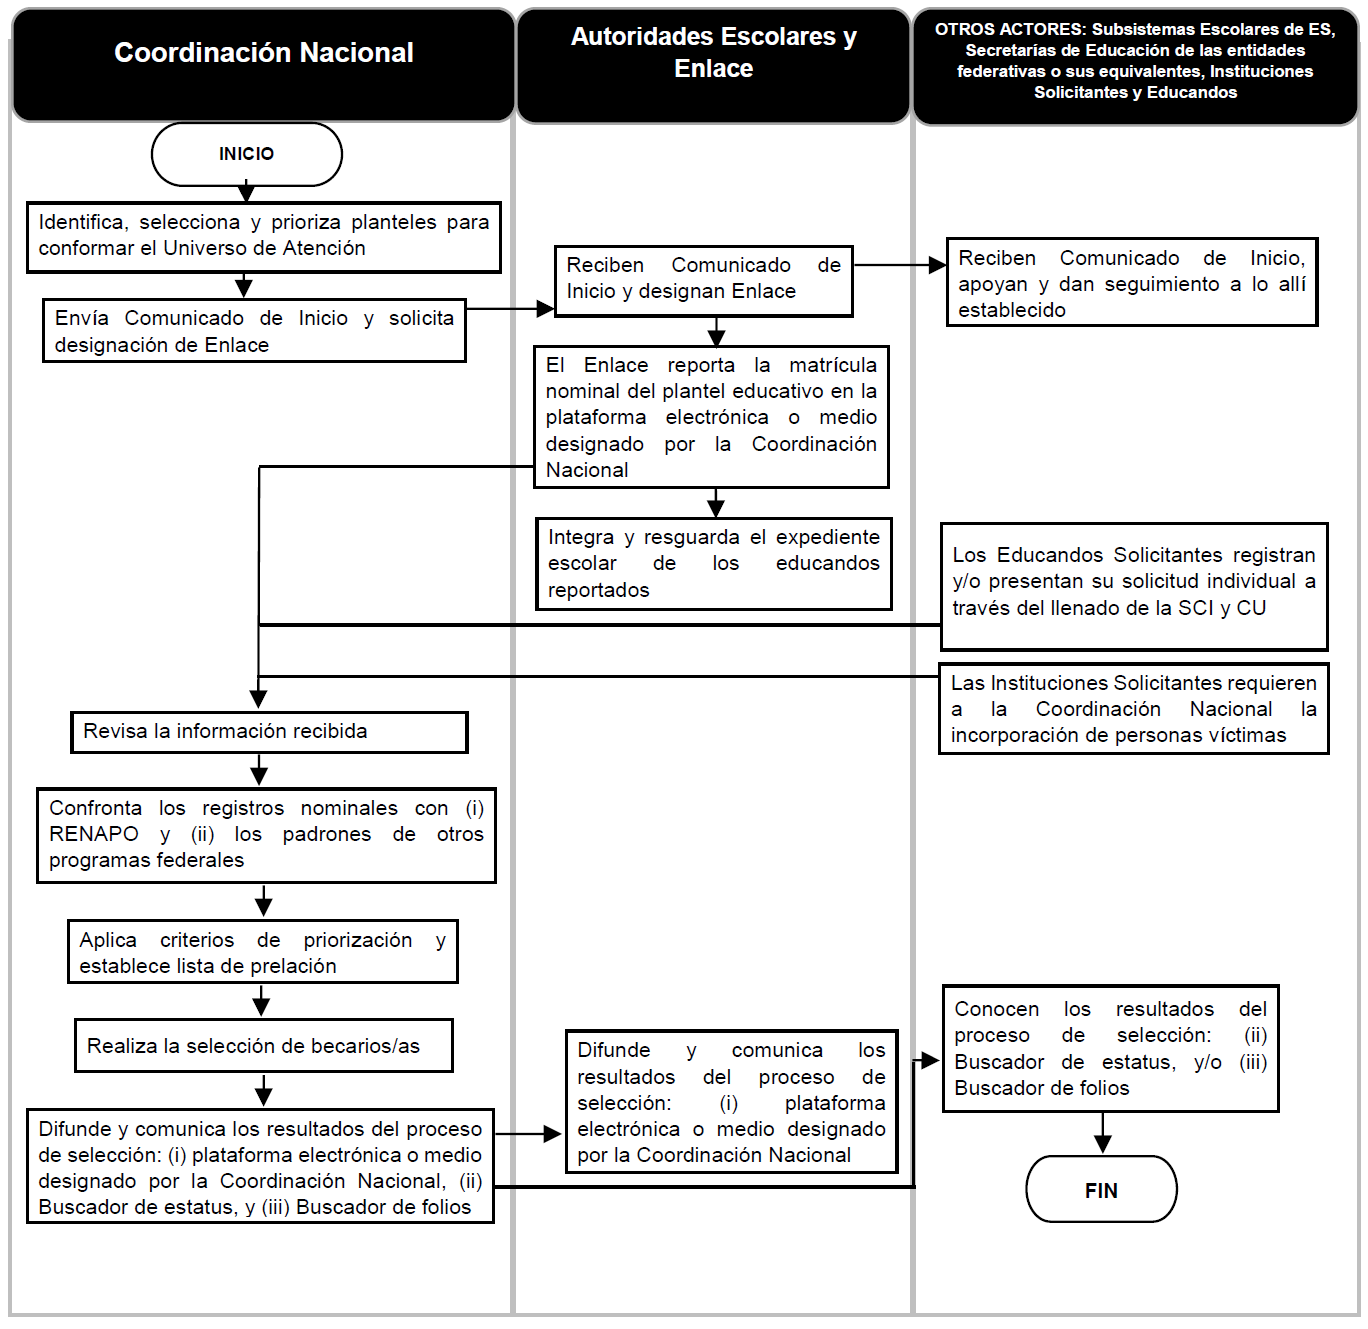 Coordinación Nacional
Autoridades Escolares y
Enlace
OTROS ACTORES: Subsistemas Escolares de ES,
Secretarías de Educación de las entidades
federativas o sus equivalentes, Instituciones
Solicitantes y Educandos
INICIO
Identifica, selecciona y prioriza planteles para
conformar el Universo de Atención
Envía Comunicado de Inicio y solicita
designación de Enlace
Reciben Comunicado de
Inicio y designan Enlace
Reciben Comunicado de Inicio,
apoyan y dan seguimiento a lo allí
establecido
El Enlace reporta la matrícula
nominal del plantel educativo en la
plataforma electrónica o medio
designado por la Coordinación
Nacional
Integra y resguarda el expediente
escolar de los educandos
reportados
Los Educandos Solicitantes registran
y/o presentan su solicitud individual a
través del llenado de la SCI y CU
Las Instituciones Solicitantes requieren
a la Coordinación Nacional la
incorporación de personas víctimas
Revisa la información recibida
Confronta los registros nominales con (i)
RENAPO y (ii) los padrones de otros
programas federales
Aplica criterios de priorización y
establece lista de prelación
Realiza la selección de becarios/as
Difunde y comunica los resultados del proceso
de selección: (i) plataforma electrónica o medio
designado por la Coordinación Nacional, (ii)
Buscador de estatus, y (iii) Buscador de folios
Difunde y comunica los
resultados del proceso de
selección: (i) plataforma
electrónica o medio designado
por la Coordinación Nacional
Conocen los resultados del
proceso de selección: (ii)
Buscador de estatus, y/o (iii)
Buscador de folios
FIN